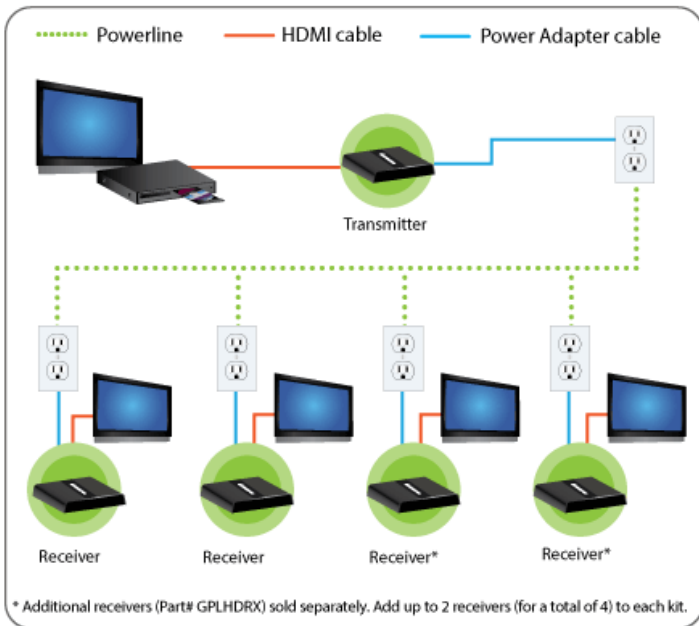 Powerline HDMI cable Power Adapter cable
Transmitter
Receiver Receiver Receiver* Receiver*
* Additional receivers (Part# GPLHDRX) sold separately. Add up to 2 receivers (for a total of 4) to each kit.